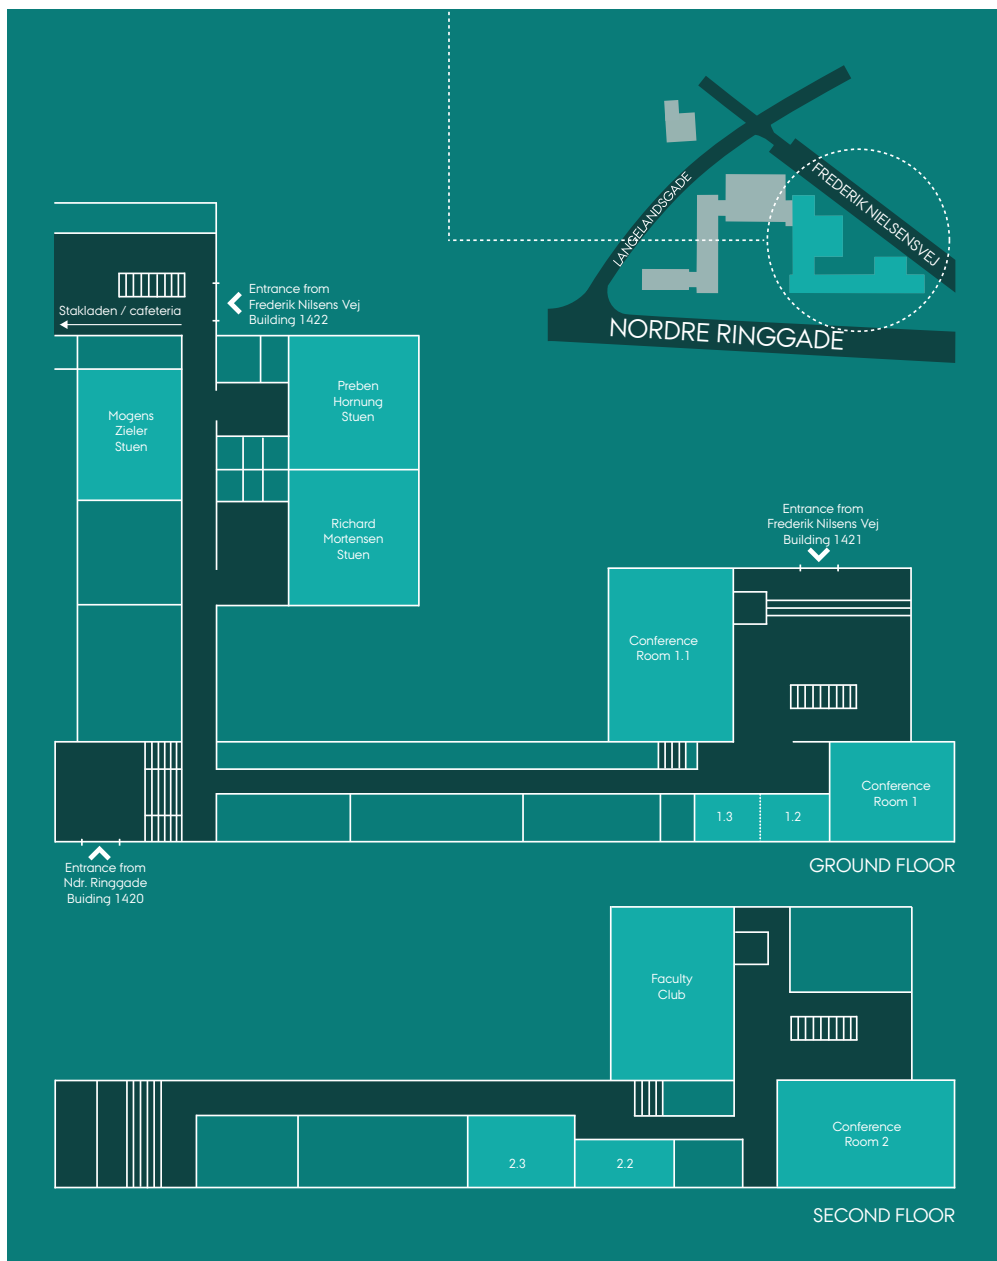 LANGELANDSGADE
FREDERIK NIELSENSVEJ
NORDRE RINGGADE
Entrance from
Frederik Nilsens Vej
Building 1422
Stakladen / cafeteria
Mogens
Zieler
Stuen
Preben
Hornung
Stuen
Richard
Mortensen
Stuen
Entrance from
Frederik Nilsens Vej
Building 1421
Conference
Room 1.1
Conference
Room 1
1.3
1.2
GROUND FLOOR
Entrance from
Ndr. Ringgade
Buiding 1420
Faculty
Club
Conference
Room 2
2.3
2.2
SECOND FLOOR